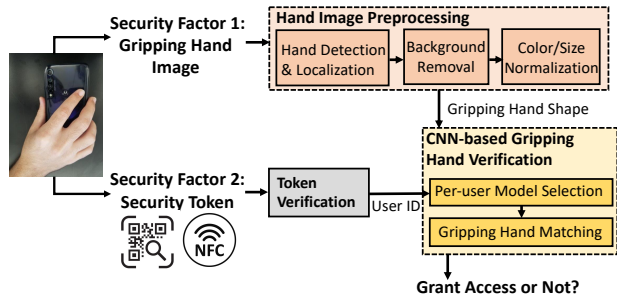 Security Factor 1:
Gripping Hand
Image
Hand Image Preprocessing
Hand Detection
& Localization
Background
Removal
Color/Size
Normalization
Gripping Hand Shape
CNN-based Gripping
Hand Verification
Security Factor 2:
Security Token
NFC
Token
Verification
User ID
Per-user Model Selection
Gripping Hand Matching
Grant Access or Not?